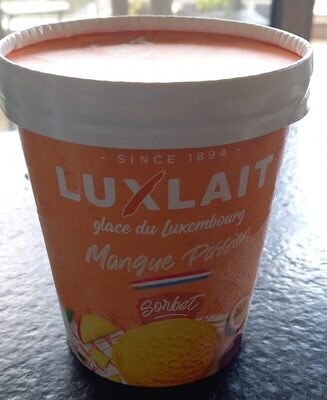 - SINCE 1894 -
LUXLAIT
glace du Luxembourg
Mangue Passion
Sorbet